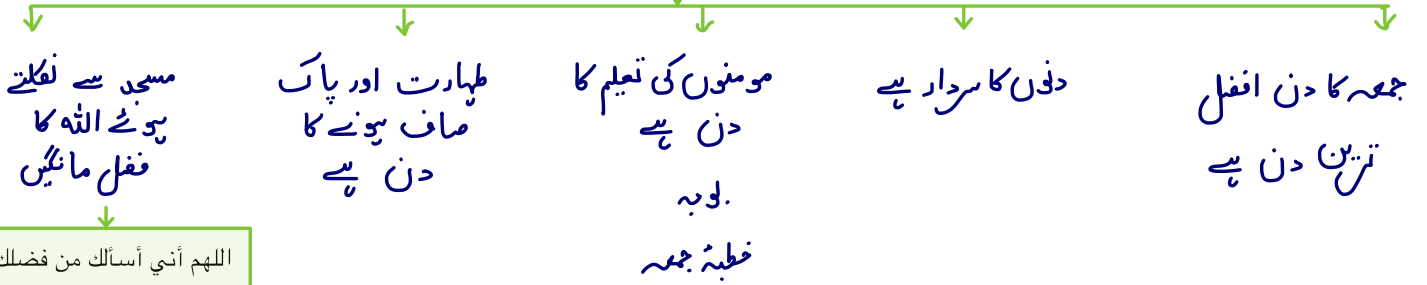 جمعہ کا دن افضل
ترین دن ہے
دنوں کا سردار ہے
مومنوں کی تعلیم کا
دن ہے
خطبۂ جمعہ
طہارت اور پاک
صاف ہونے کا
دن ہے
مسجد سے نکلتے
ہوئے اللہ کا
فضل مانگیں
اللهم أني أسألك من فضلك